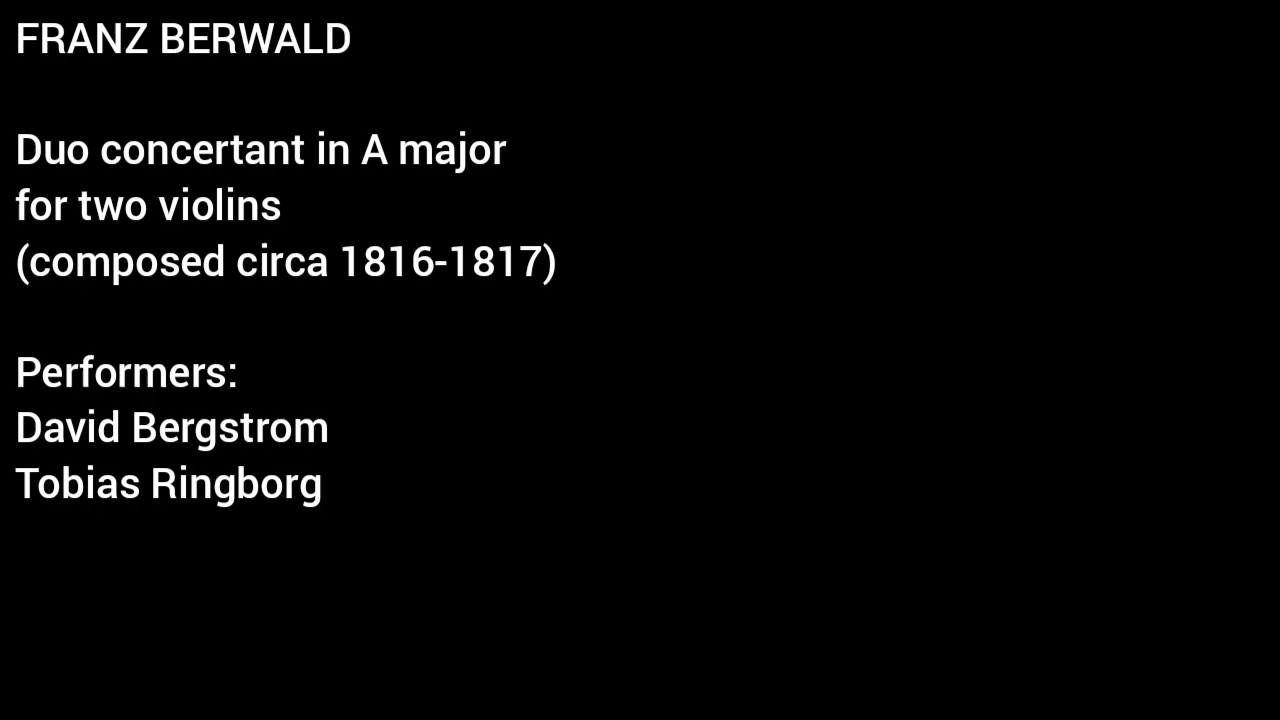 FRANZ BERWALD
Duo concertant in A major
for two violins
(composed circa 1816-1817)
Performers:
David Bergstrom
Tobias Ringborg